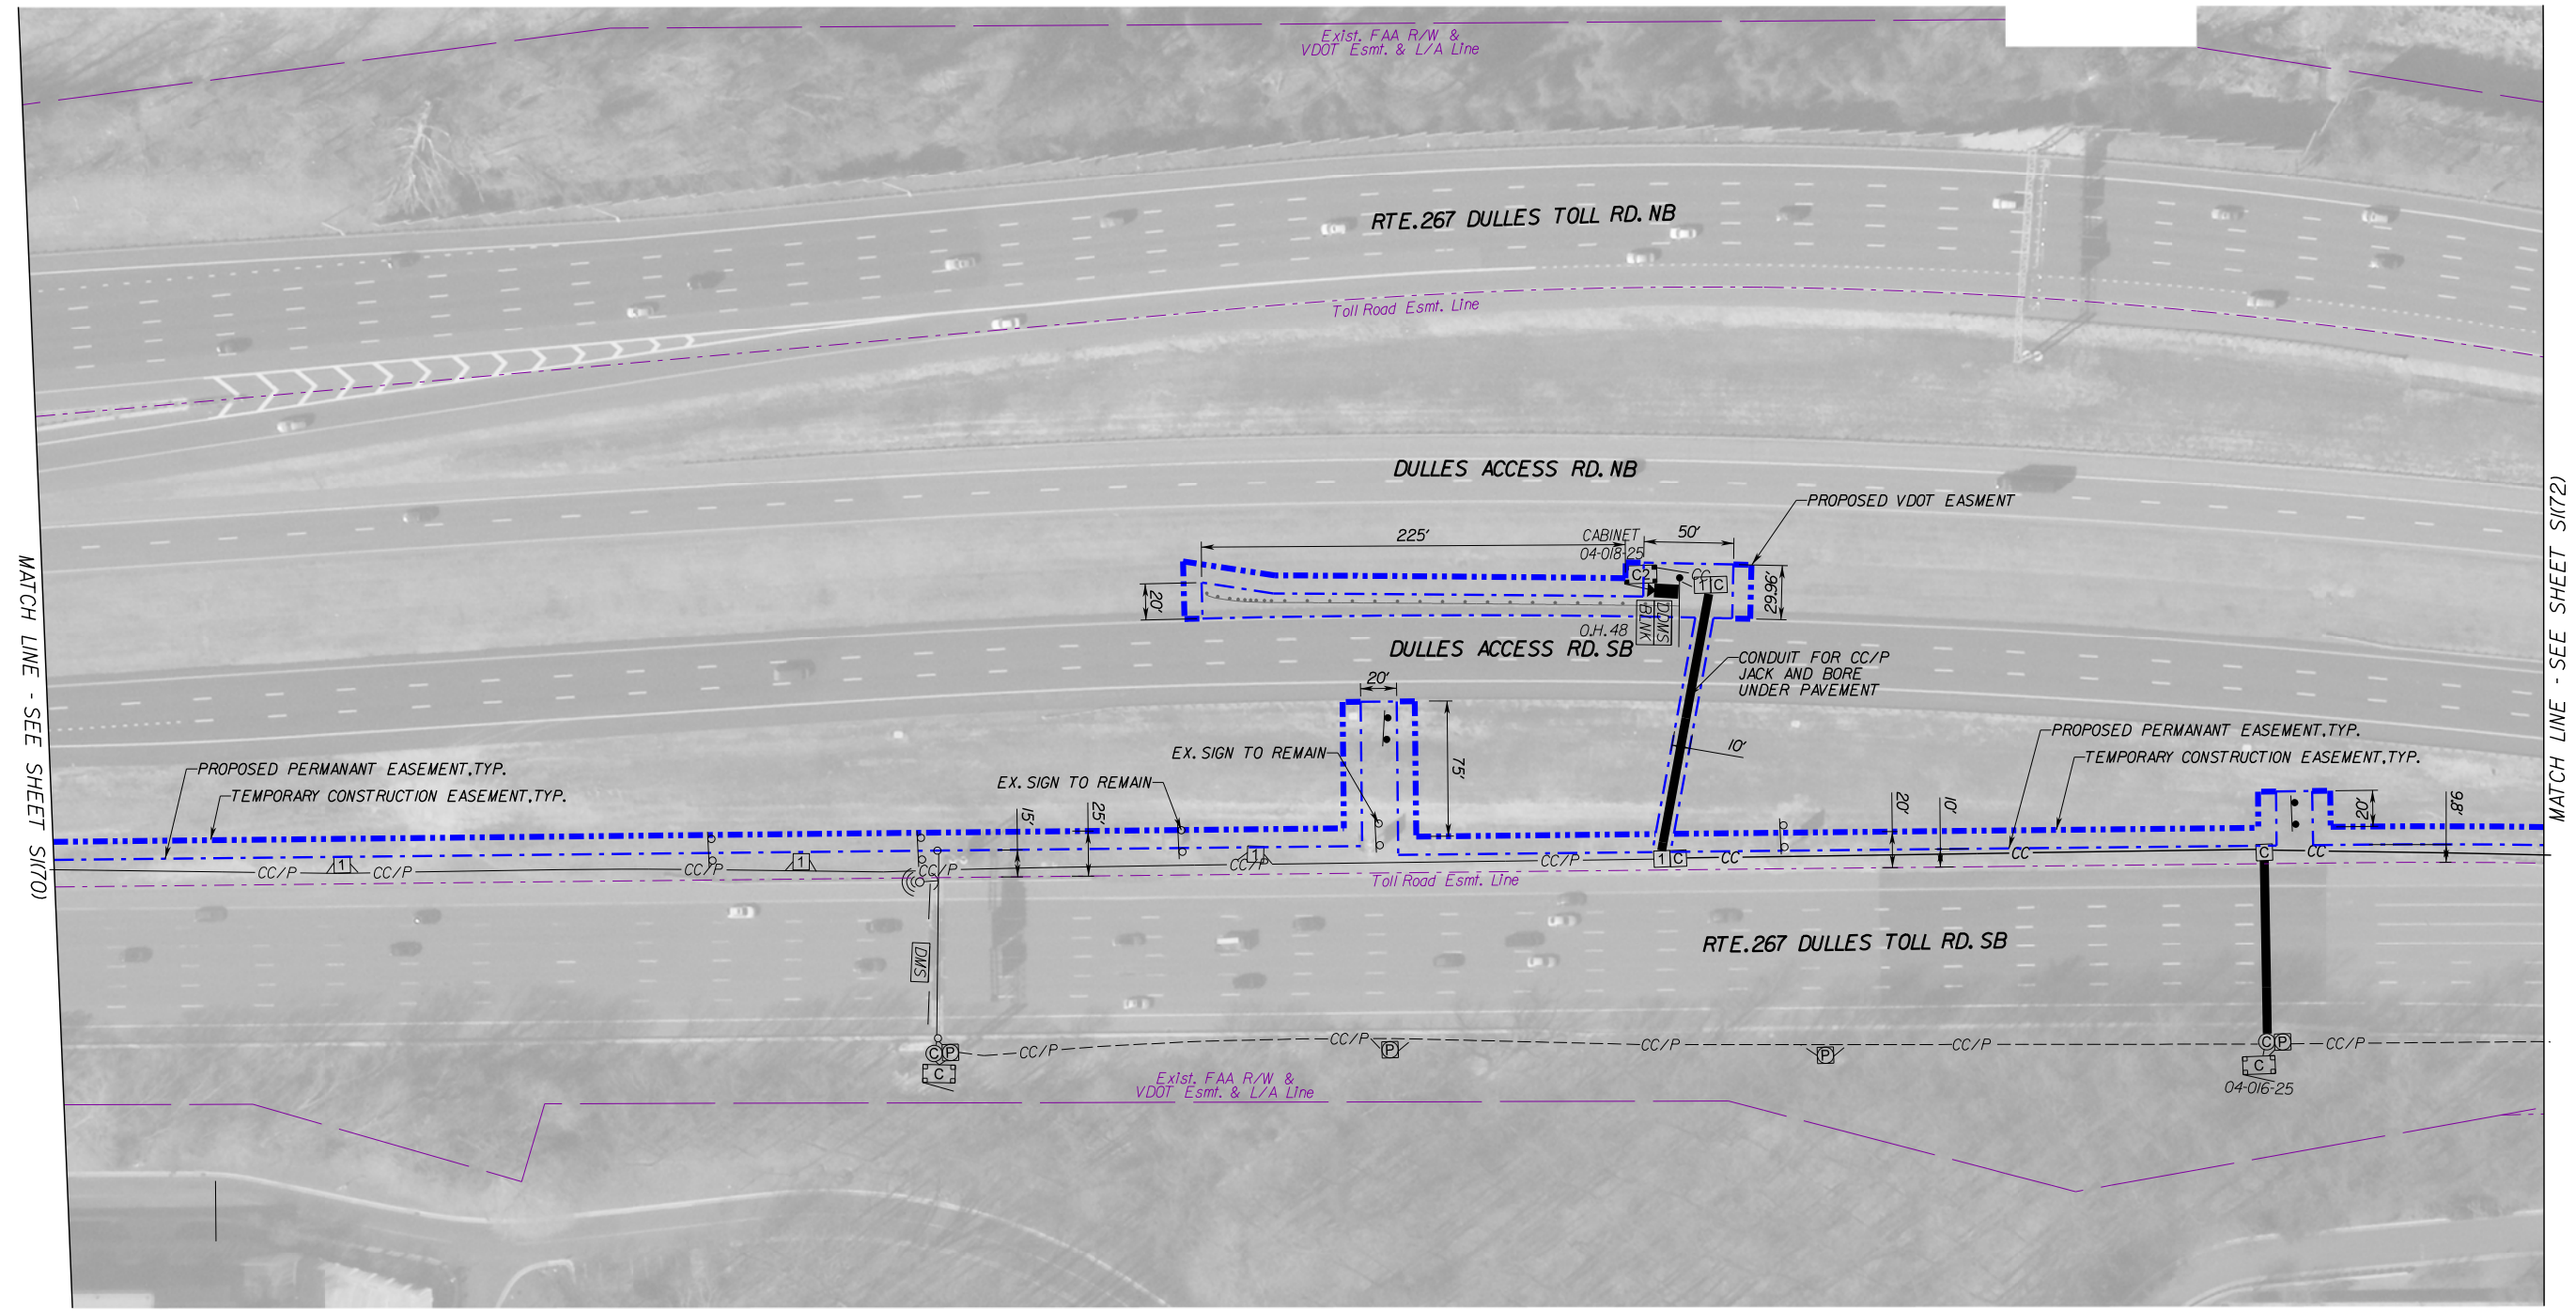 Exist. FAA R/W &
VDOT Esmt. & L/A Line
RTE.267 DULLES TOLL RD. NB
Toll Road Esmt. Line
DULLES ACCESS RD. NB
PROPOSED VDOT EASMENT
225'
CABINET
04-018-25
50'
C2
CC
1 C
20'
29.96'
BLNK
DDMS
O.H. 48
DULLES ACCESS RD. SB
CONDUIT FOR CC/P
JACK AND BORE
UNDER PAVEMENT
20'
75'
10'
EX. SIGN TO REMAIN
EX. SIGN TO REMAIN
PROPOSED PERMANANT EASEMENT, TYP.
TEMPORARY CONSTRUCTION EASEMENT, TYP.
PROPOSED PERMANANT EASEMENT, TYP.
TEMPORARY CONSTRUCTION EASEMENT, TYP.
15'
25'
20'
10'
20'
9.8'
CC/P
1
CC/P
CC/P
1
CC/P
CC/P
1
CC/P
1 C
CC
CC
C
CC
Toll Road Esmt. Line
RTE.267 DULLES TOLL RD. SB
DMS
C P
CC/P
CC/P
P
CC/P
P
CC/P
C P
CC/P
C
C
04-016-25
Exist. FAA R/W &
VDOT Esmt. & L/A Line
MATCH LINE - SEE SHEET S1(70)
MATCH LINE - SEE SHEET S1(72)